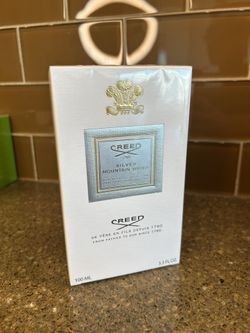 CREED
1760
SILVER
MOUNTAIN WATER
CREED
DE PÈRE EN FILS DEPUIS 1760
FROM FATHER TO SON SINCE 1760
100 ML
3.3 FL.OZ.